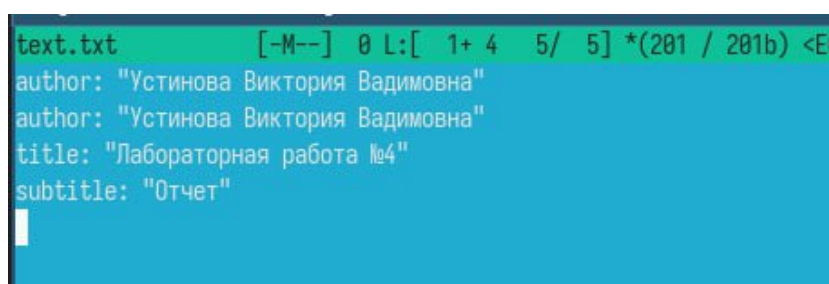 text.txt [-M--] 0 L:[ 1+ 4 5/ 5] *(201 / 201b) <E
author: "Устинова Виктория Вадимовна"
author: "Устинова Виктория Вадимовна"
title: "Лабораторная работа №4"
subtitle: "Отчет"